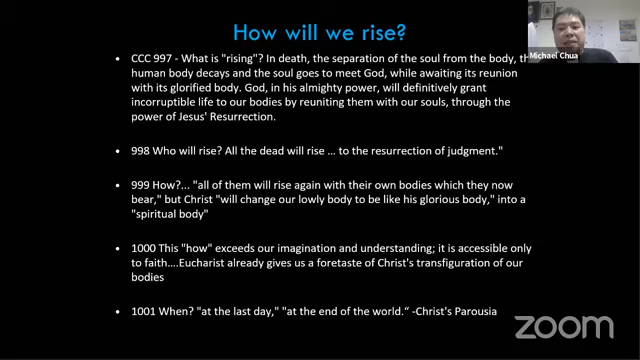 How will we rise?
Michael Chua
• CCC 997 - What is "rising"? In death, the separation of the soul from the body, th
human body decays and the soul goes to meet God, while awaiting its reunion
with its glorified body. God, in his almighty power, will definitively grant
incorruptible life to our bodies by reuniting them with our souls, through the
power of Jesus' Resurrection.
• 998 Who will rise? All the dead will rise ... to the resurrection of judgment."
• 999 How?... "all of them will rise again with their own bodies which they now
bear," but Christ "will change our lowly body to be like his glorious body," into a
"spiritual body"
• 1000 This "how" exceeds our imagination and understanding; it is accessible only
to faith....Eucharist already gives us a foretaste of Christ's transfiguration of our
bodies
• 1001 When? "at the last day," "at the end of the world.“ -Christ's Parousia
zoom